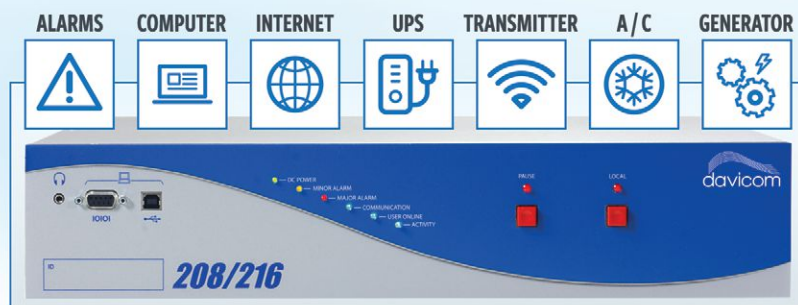 ALARMS
COMPUTER
INTERNET
UPS
TRANSMITTER
A/C
GENERATOR
DC POWER
MINOR ALARM
MAJOR ALARM
COMMUNICATION
USER ONLINE
ACTIVITY
PAUSE
LOCAL
davicom
IOIOI
ID
208/216